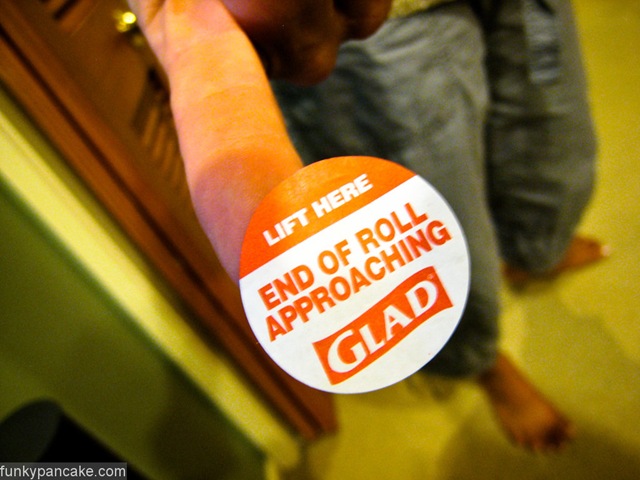 LIFT HERE
END OF ROLL
APPROACHING
GLAD
funkypancake.com